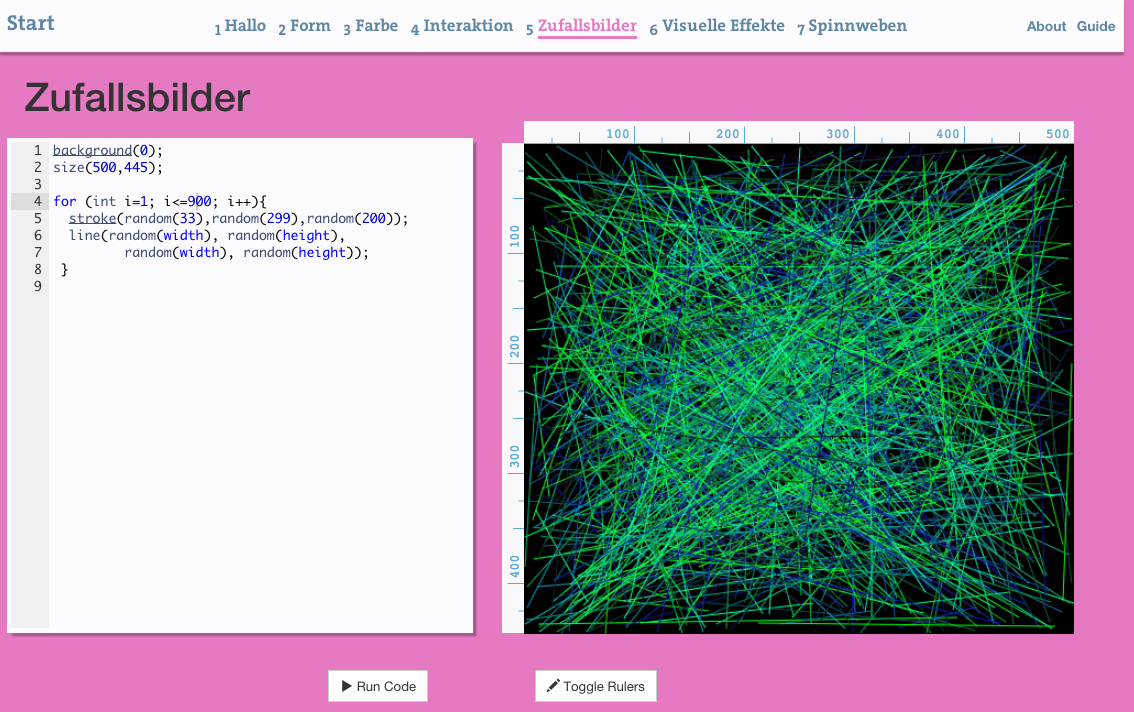 Start 1 Hallo 2 Form 3 Farbe 4 Interaktion 5 Zufallsbilder 6 Visuelle Effekte 7 Spinnweben About Guide
Zufallsbilder
1 background(0);
2 size(500,445);
3
4 for (int i=1; i<=900; i++){
5   stroke(random(33),random(299),random(200));
6   line(random(width), random(height),
7          random(width), random(height));
8  }
9
100 200 300 400 500
100
200
300
400
Run Code Toggle Rulers